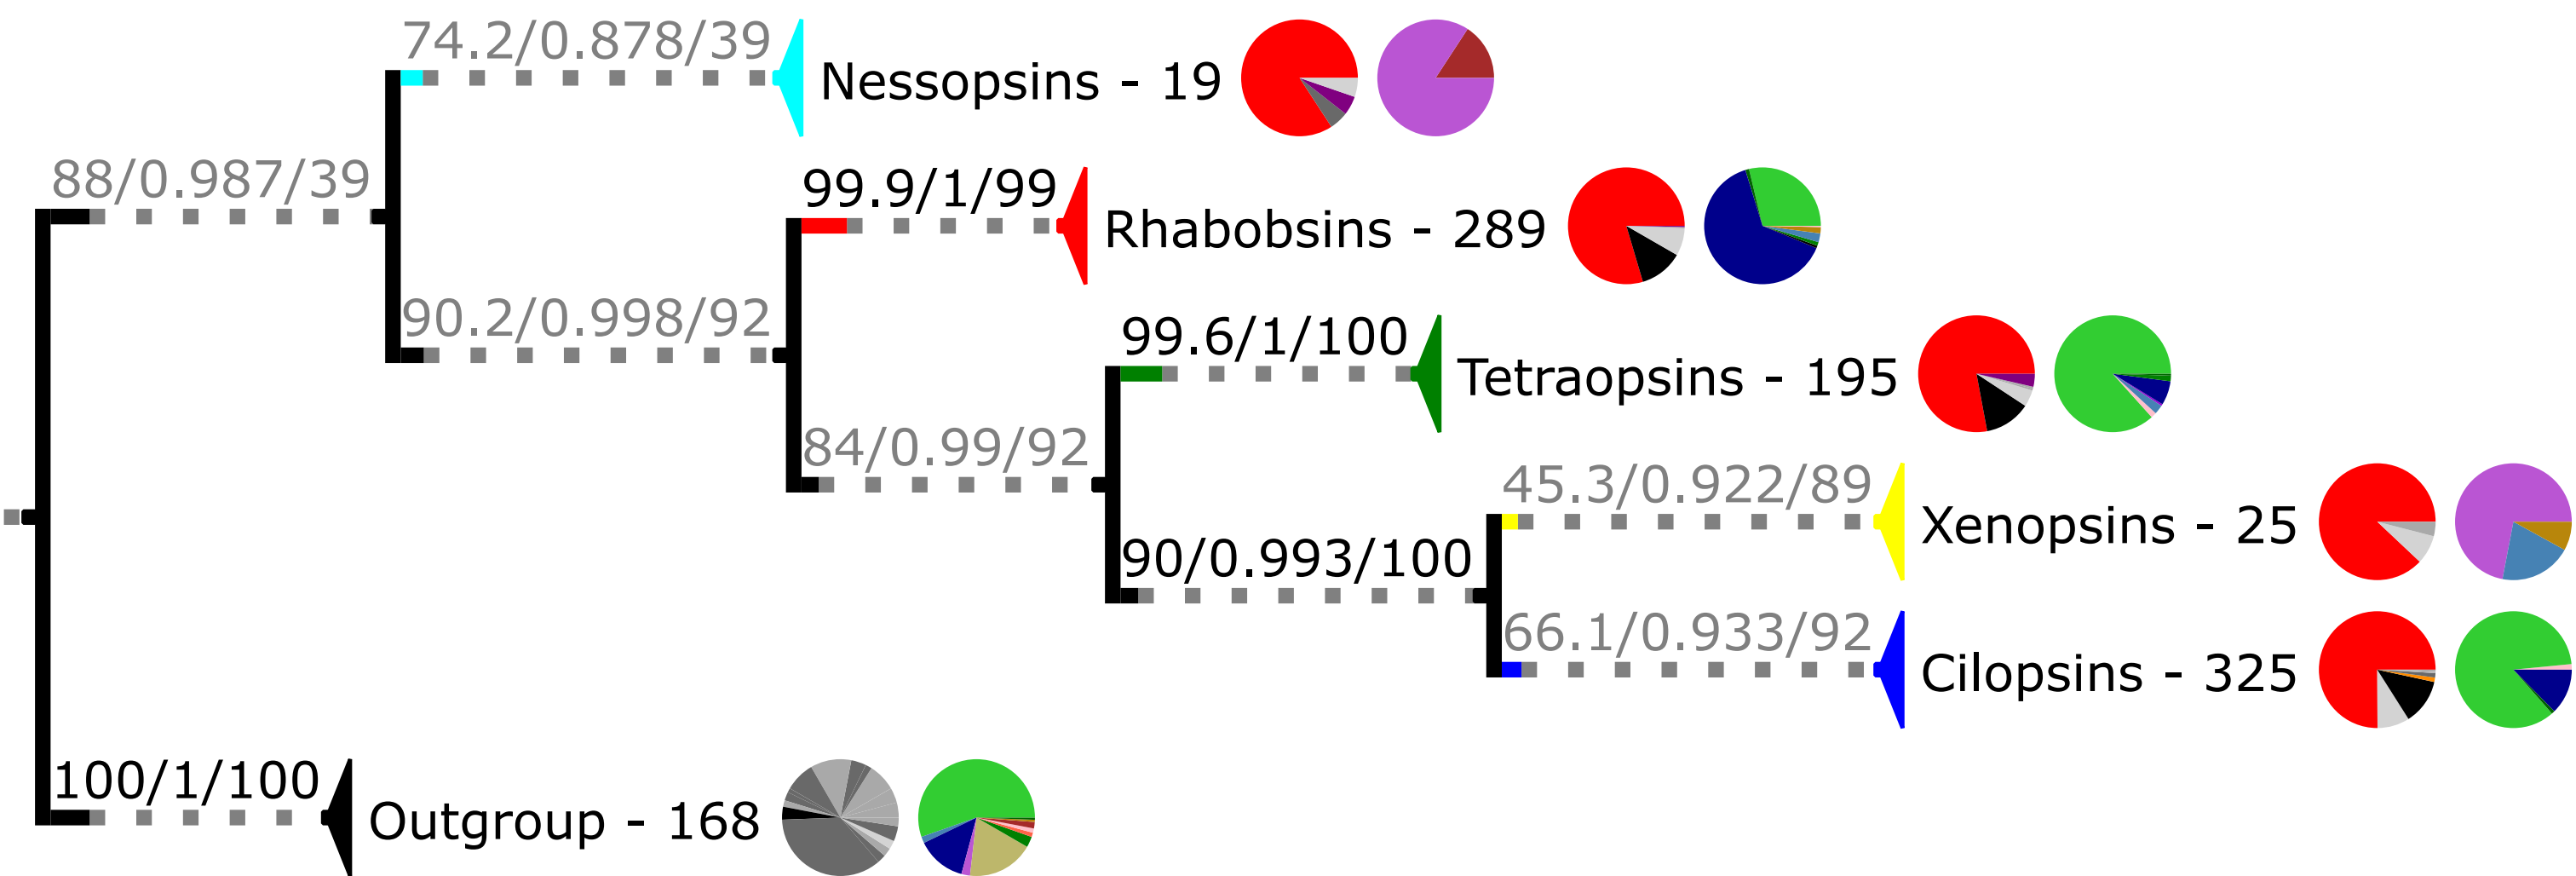 74.2/0.878/39
Nessopsins - 19
88/0.987/39
99.9/1/99
Rhabobsins - 289
90.2/0.998/92
99.6/1/100
Tetraopsins - 195
84/0.99/92
45.3/0.922/89
Xenopsins - 25
90/0.993/100
66.1/0.933/92
Cilopsins - 325
100/1/100
Outgroup - 168